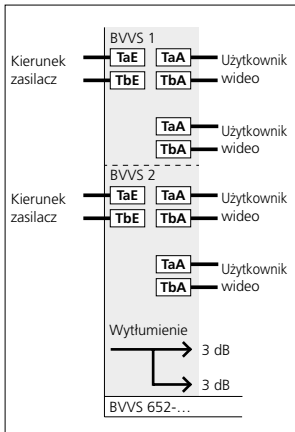 BVVS 1
Kierunek zasilacz
TaE TaA
TbE TbA
Użytkownik wideo
TaA
TbA
Użytkownik wideo
BVVS 2
Kierunek zasilacz
TaE TaA
TbE TbA
Użytkownik wideo
TaA
TbA
Użytkownik wideo
Wytłumienie
3 dB
3 dB
BVVS 652-...